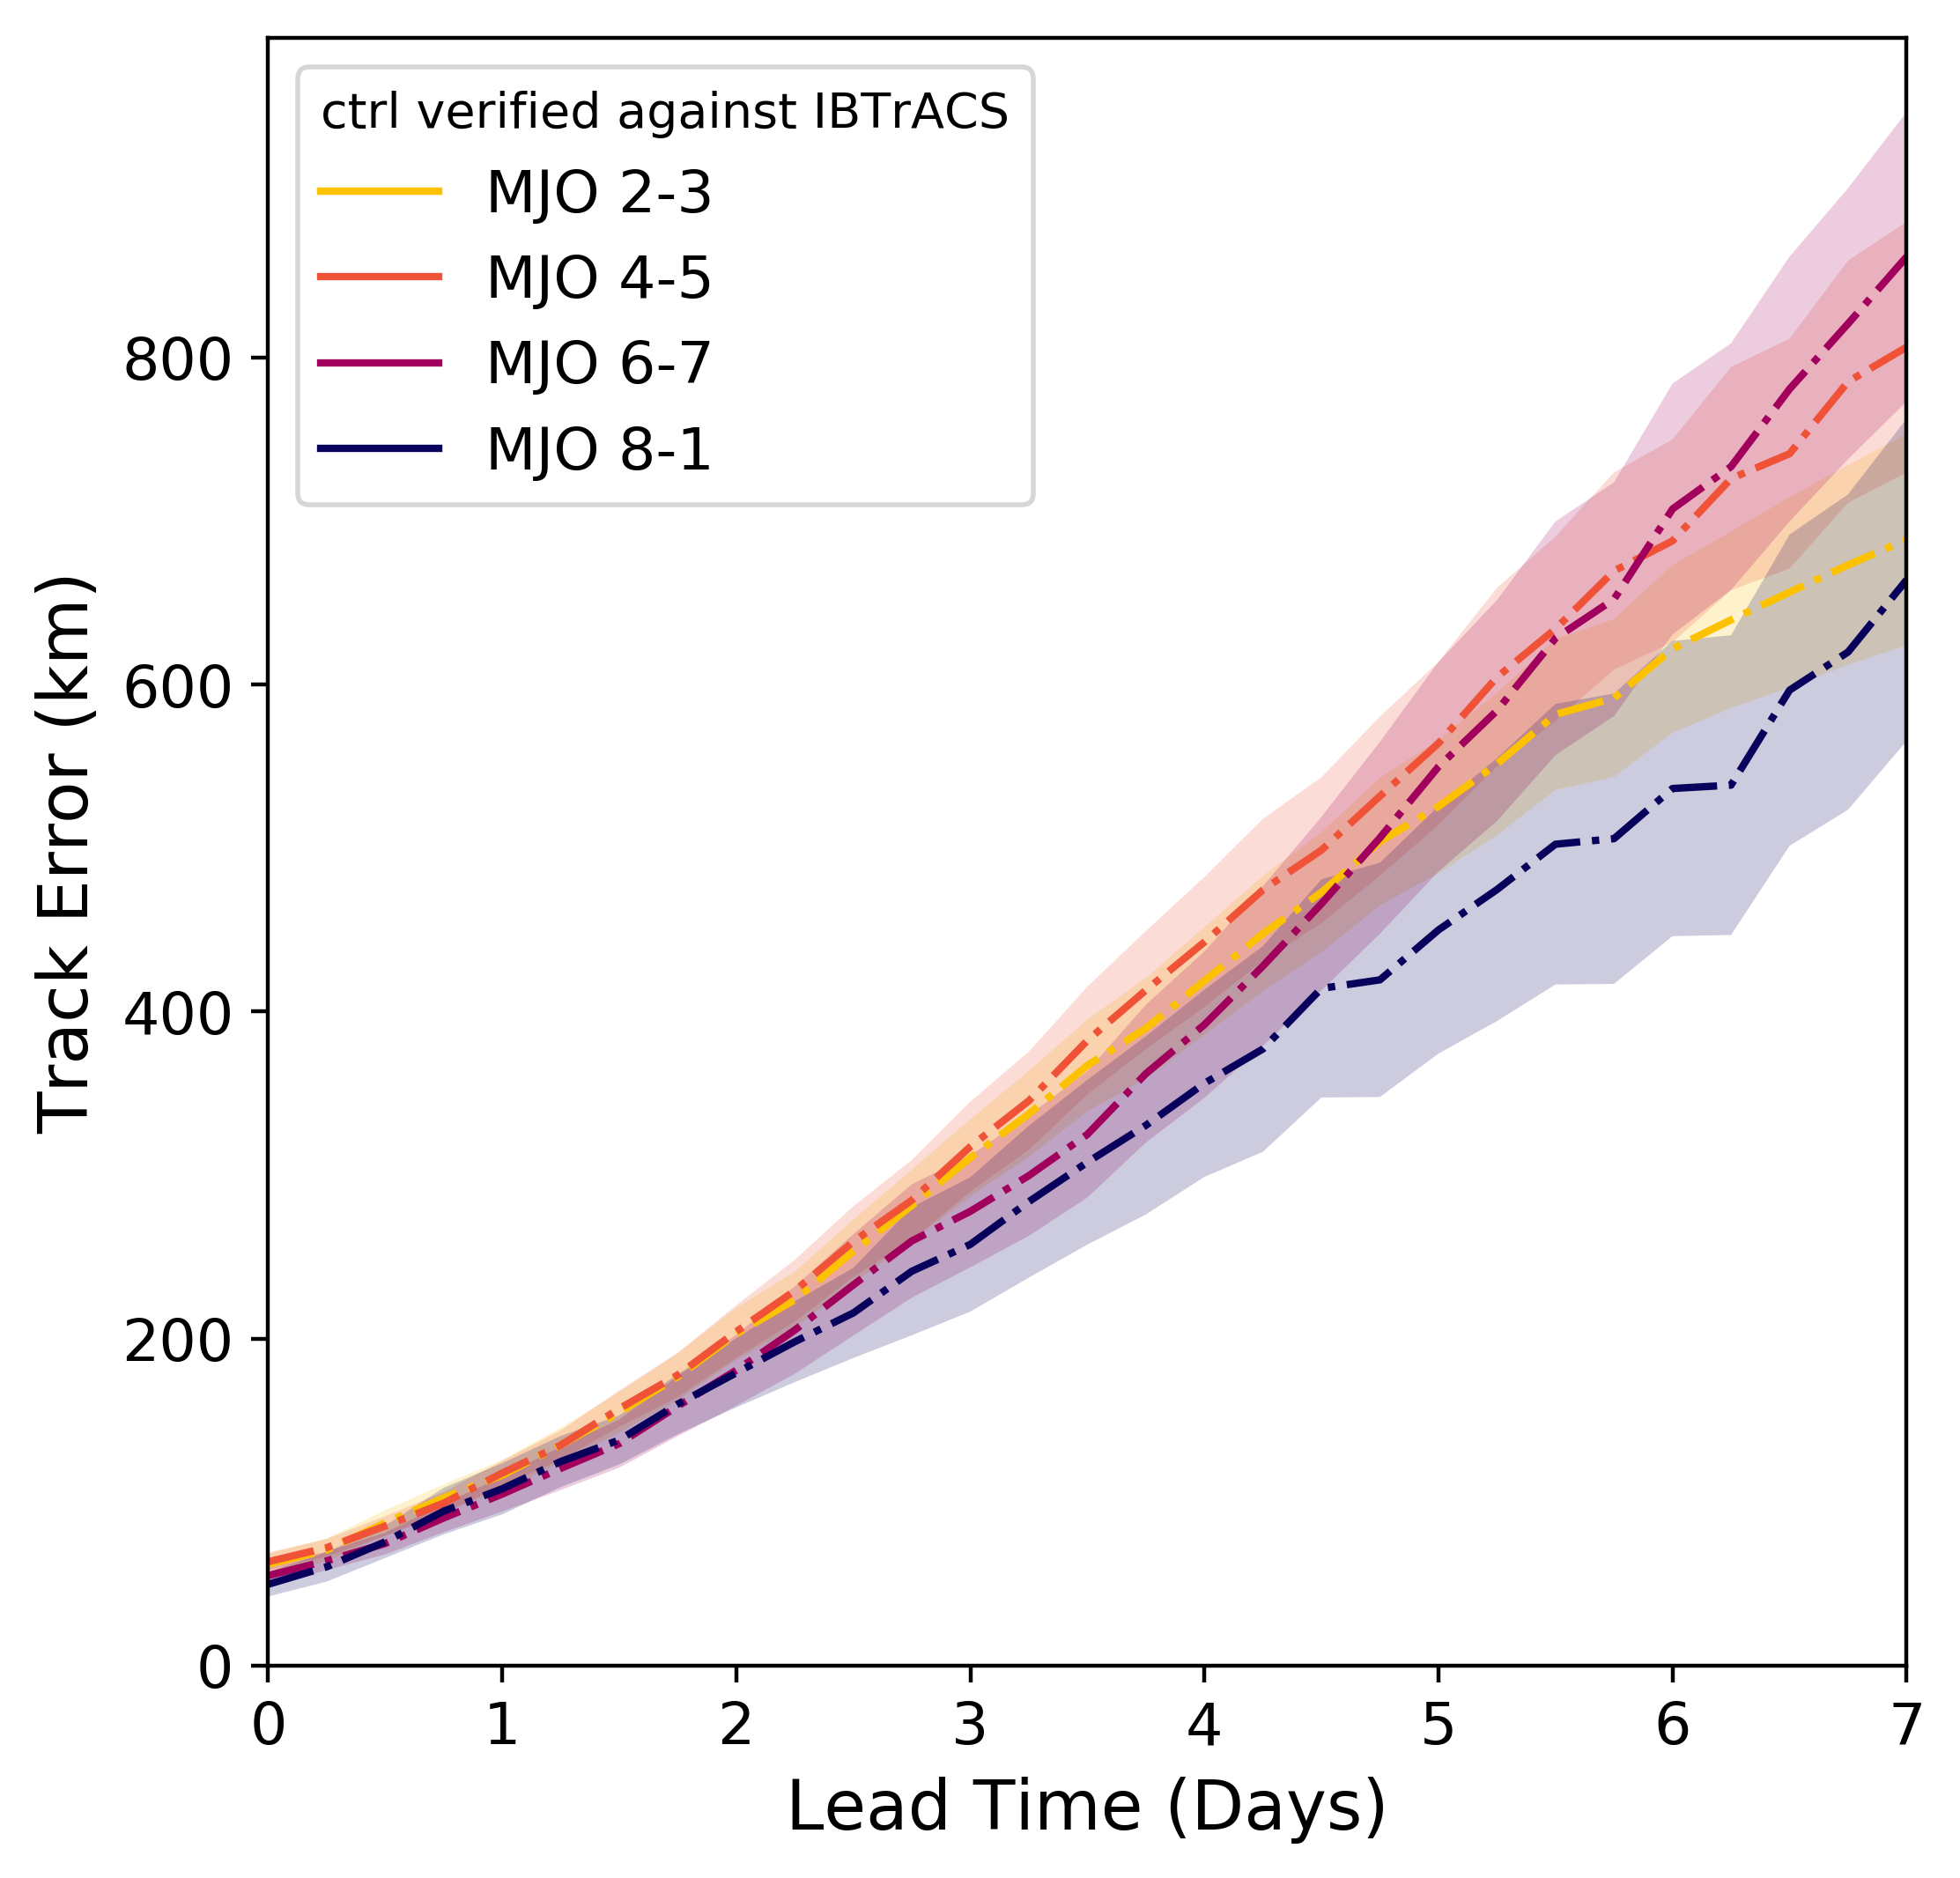 ctrl verified against IBTrACS
MJO 2-3
MJO 4-5
MJO 6-7
MJO 8-1
Track Error (km)
800
600
400
200
0
0 1 2 3 4 5 6 7
Lead Time (Days)